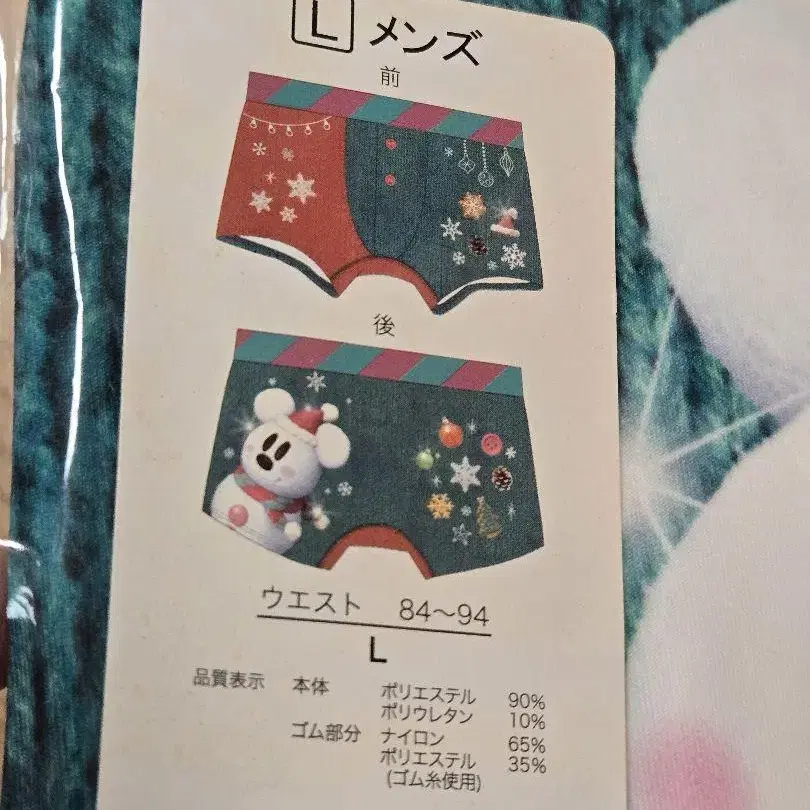 L メンズ
前
後
ウエスト 84〜94
L
品質表示 本体 ポリエステル 90%
ポリウレタン 10%
ゴム部分 ナイロン 65%
ポリエステル 35%
(ゴム糸使用)